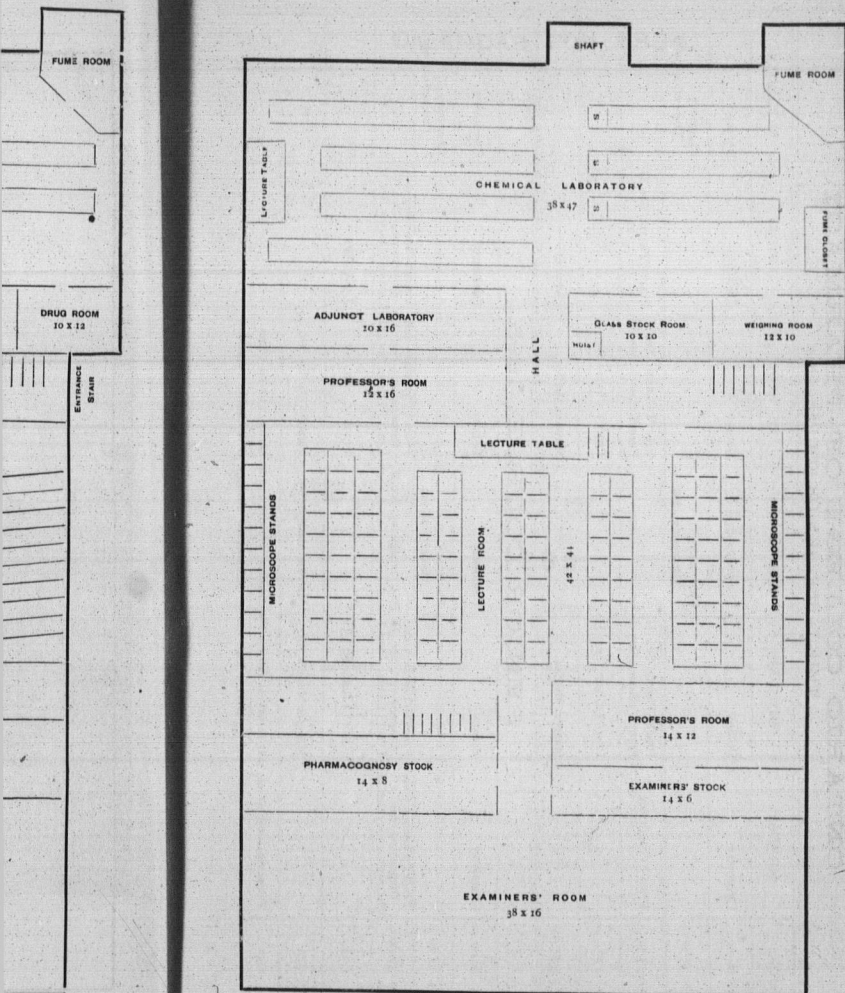 FUME ROOM
DRUG ROOM
10 X 12
ENTRANCE
STAIR
SHAFT
FUME ROOM
LECTURE TABLE
CHEMICAL LABORATORY
38 X 47
FUME CLOSET
ADJUNCT LABORATORY
10 X 16
HALL
GLASS STOCK ROOM
10 X 10
HOIST
WEIGHING ROOM
12 X 10
PROFESSOR'S ROOM
12 X 16
LECTURE TABLE
MICROSCOPE STANDS
LECTURE ROOM
42 X 41
MICROSCOPE STANDS
PROFESSOR'S ROOM
14 X 12
PHARMACOGNOSY STOCK
14 X 8
EXAMINERS' STOCK
14 X 6
EXAMINERS' ROOM
38 X 16